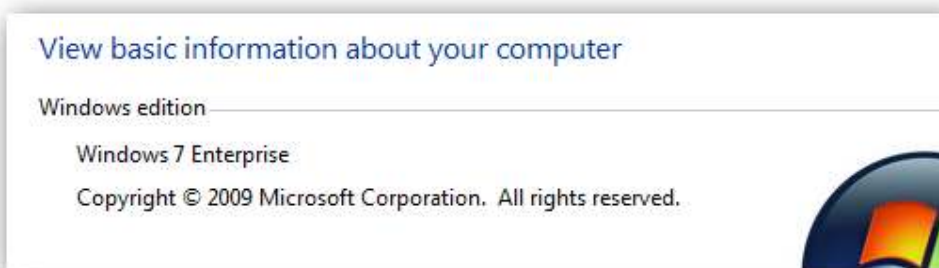 View basic information about your computer
Windows edition
Windows 7 Enterprise
Copyright © 2009 Microsoft Corporation.  All rights reserved.